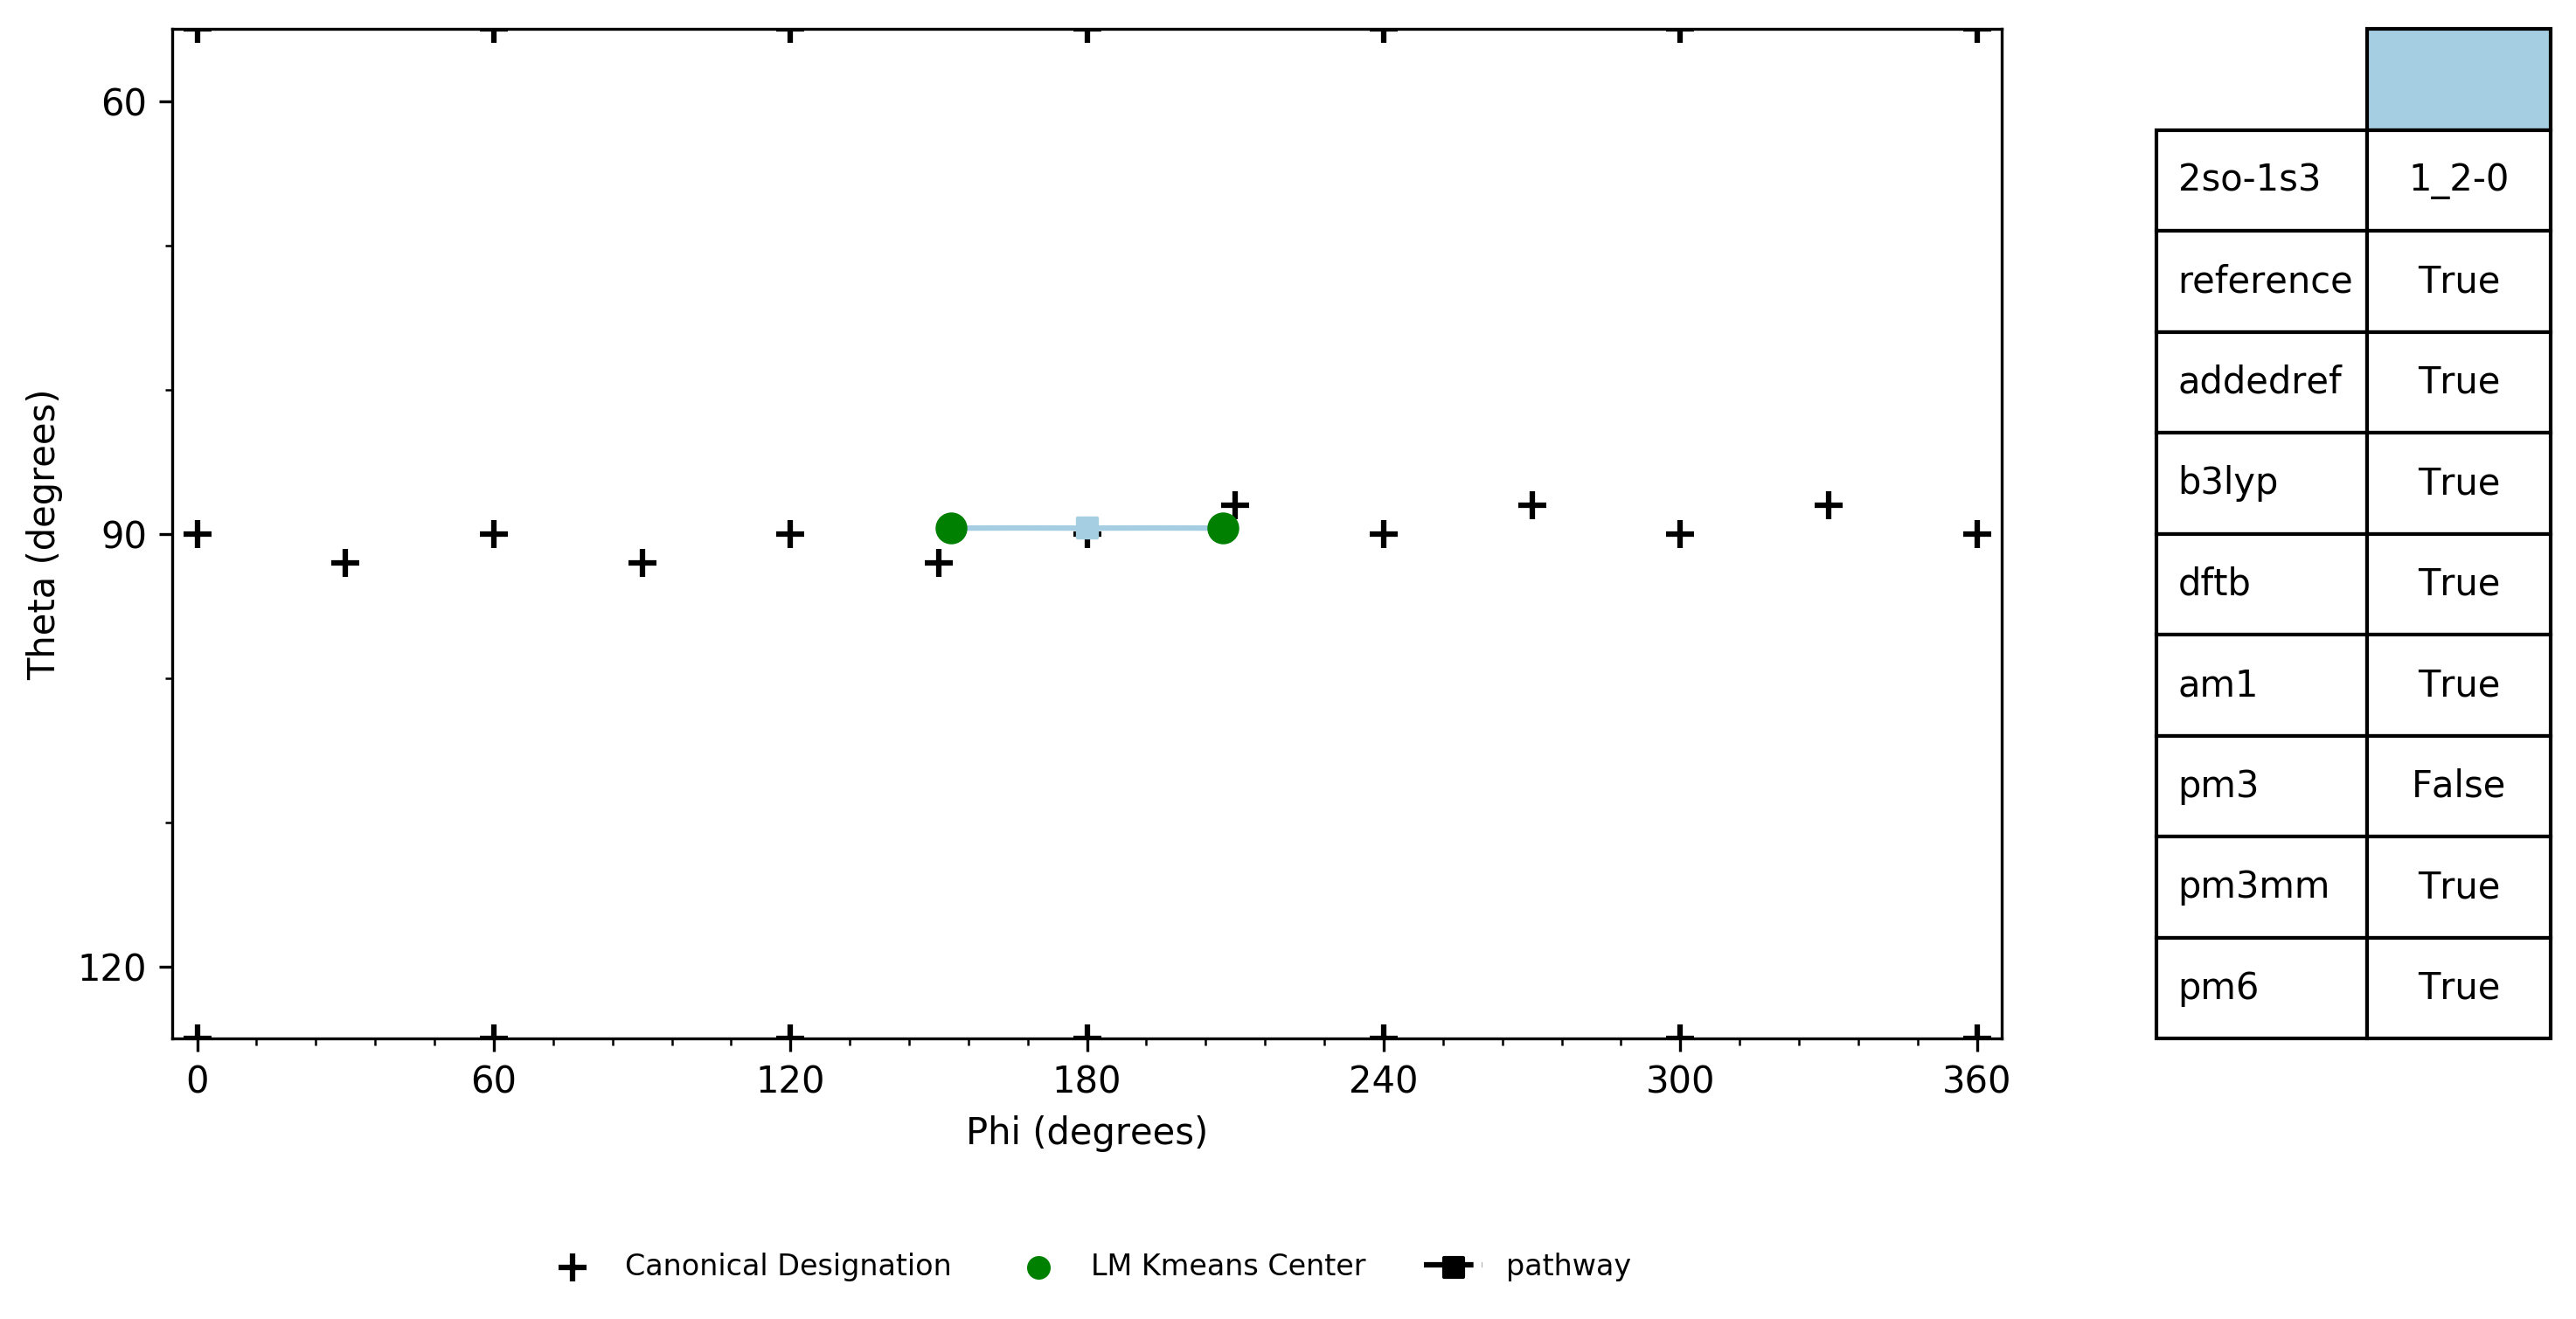 Theta (degrees)
60
90
120
0 60 120 180 240 300 360
Phi (degrees)
Canonical Designation LM Kmeans Center pathway
2so-1s3 1_2-0
reference True
addedref True
b3lyp True
dftb True
am1 True
pm3 False
pm3mm True
pm6 True